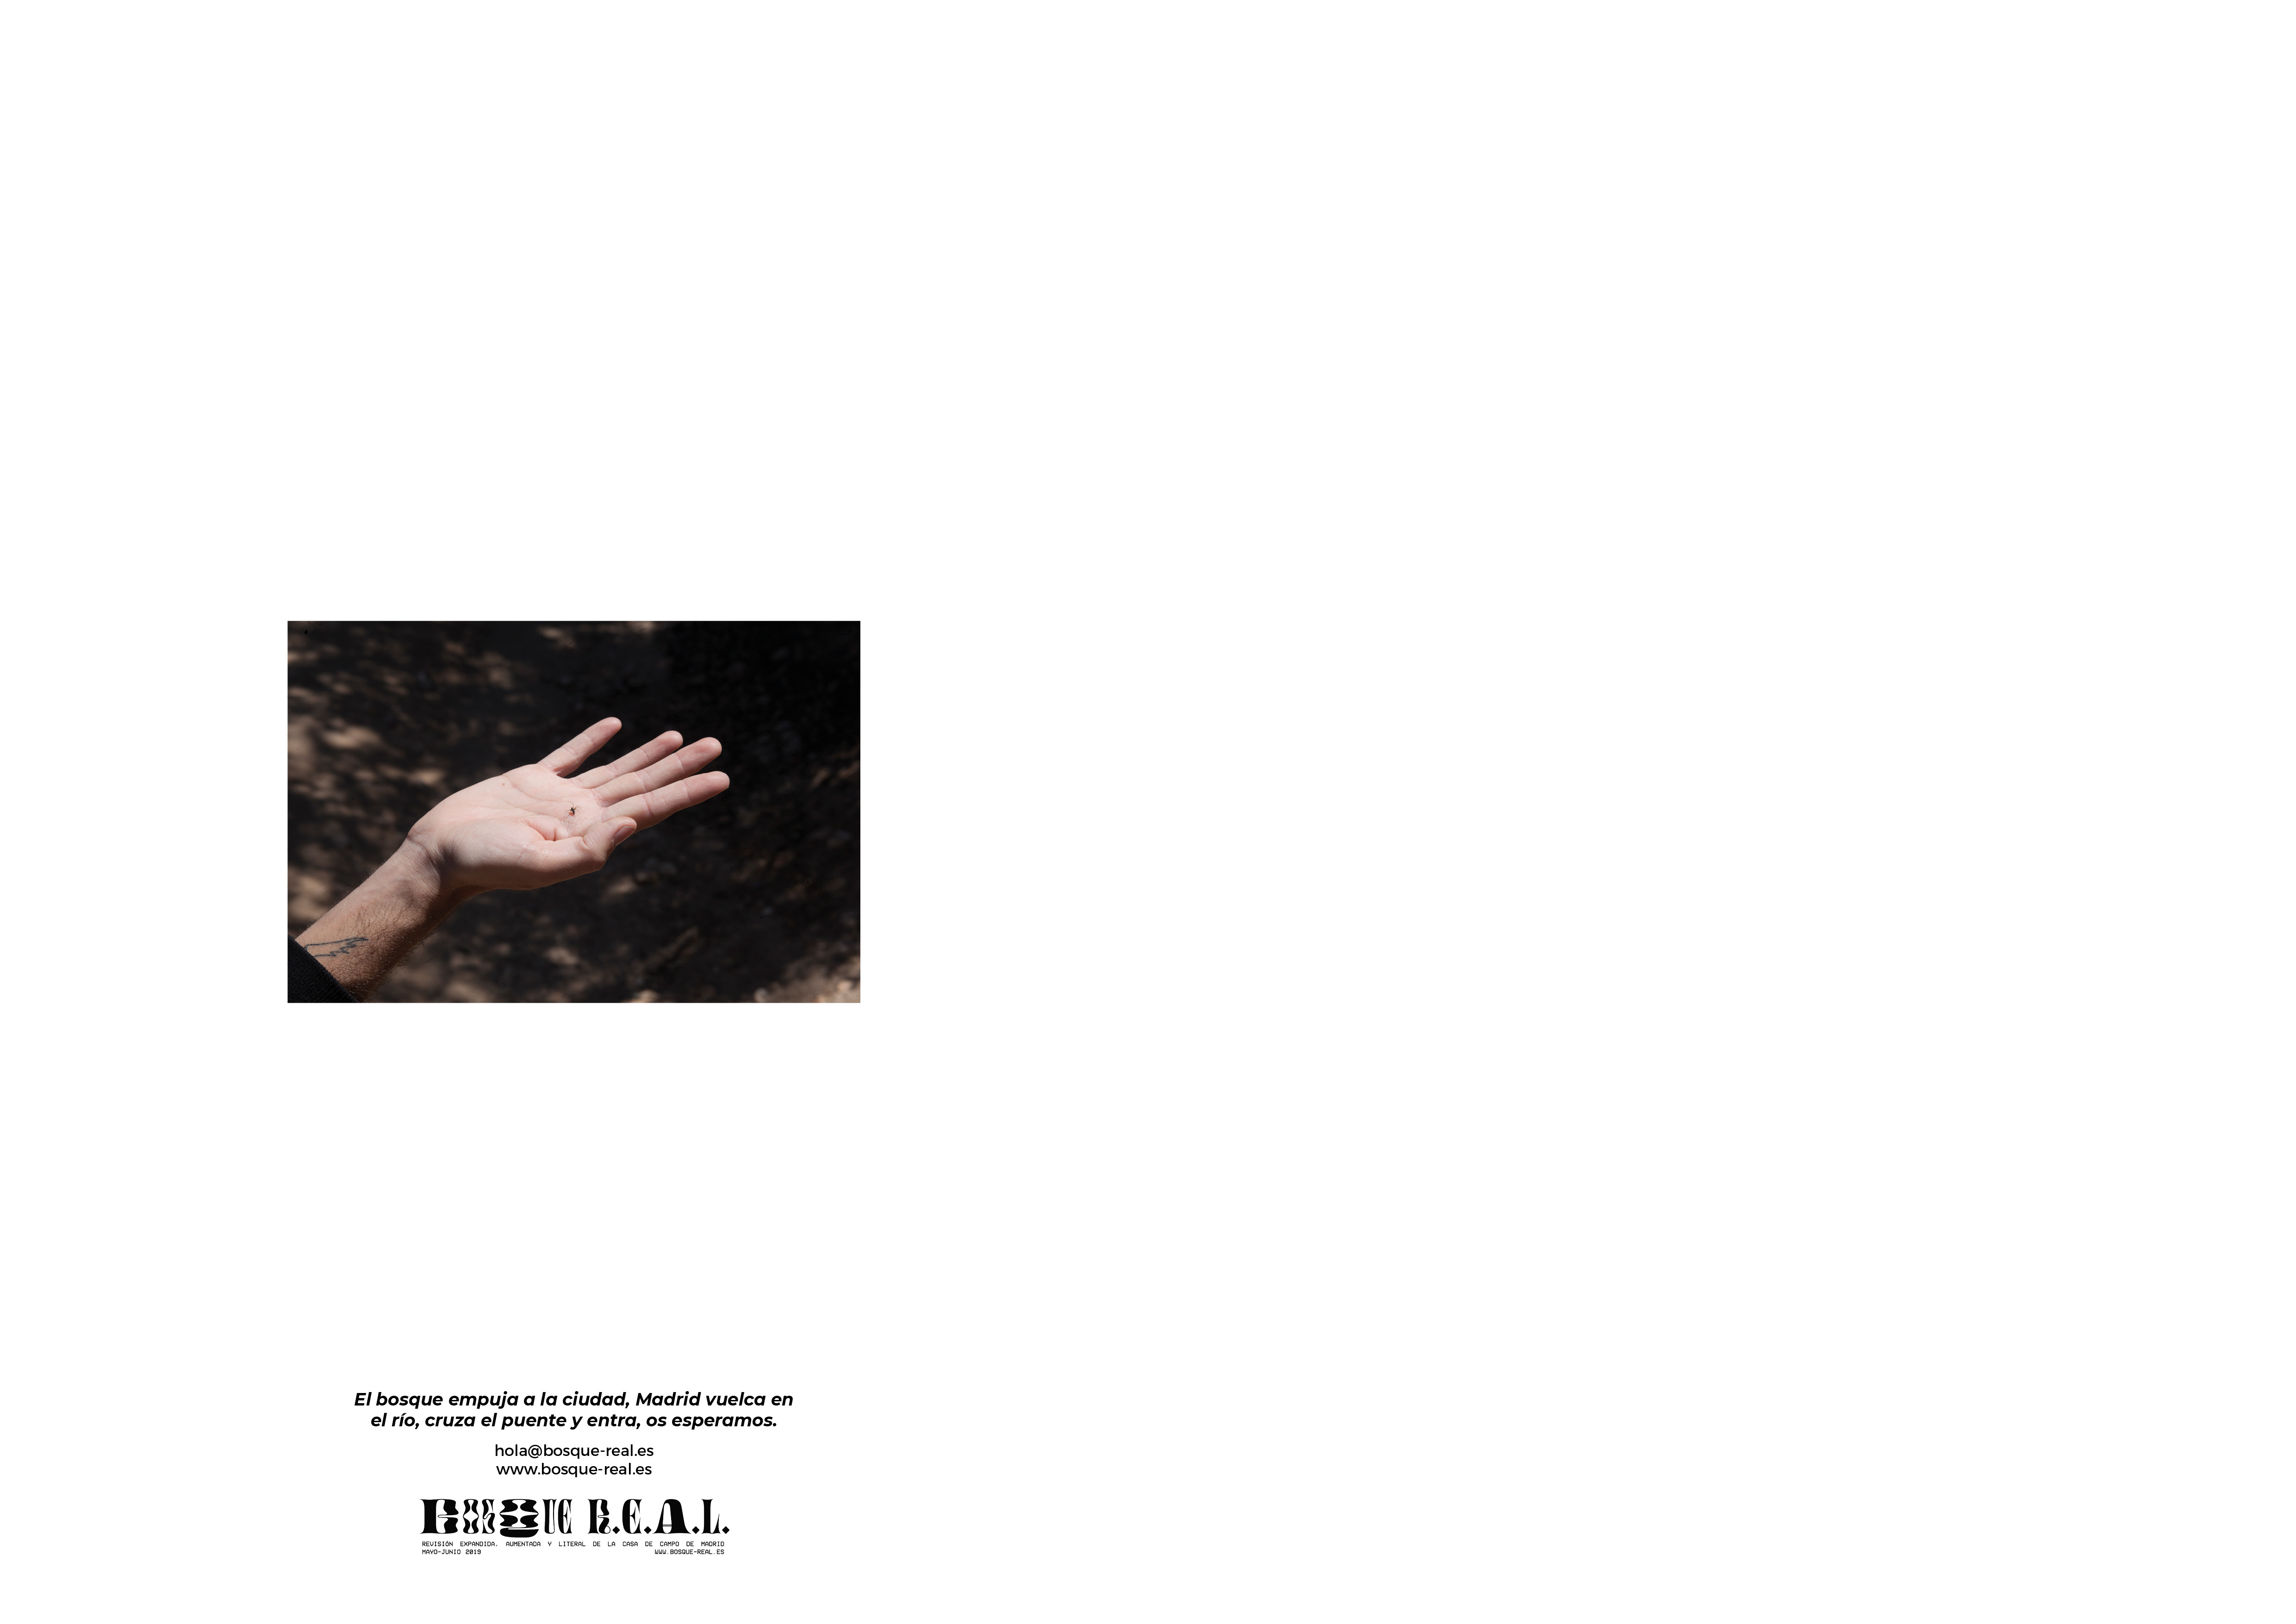 El bosque empuja a la ciudad, Madrid vuelca en
el río, cruza el puente y entra, os esperamos.
hola@bosque-real.es
www.bosque-real.es
BOSQUE R.E.A.L.
REVISIÓN EXPANDIDA. AUMENTADA Y LITERAL DE LA CASA DE CAMPO DE MADRID
MAYO-JUNIO 2019 WWW.BOSQUE-REAL.ES